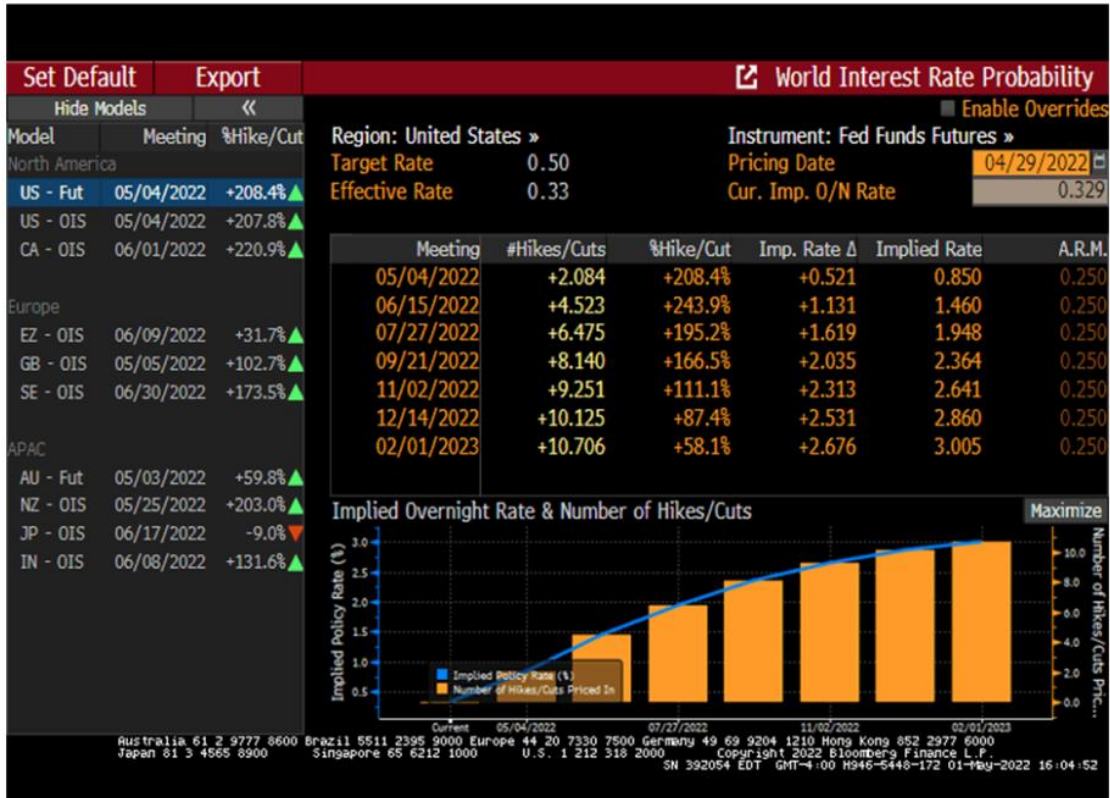 Set Default Export World Interest Rate Probability
Hide Models « Enable Overrides
Model Meeting %Hike/Cut
North America
US - Fut 05/04/2022 +208.4%
US - OIS 05/04/2022 +207.8%
CA - OIS 06/01/2022 +220.9%
Europe
EZ - OIS 06/09/2022 +31.7%
GB - OIS 05/05/2022 +102.7%
SE - OIS 06/30/2022 +173.5%
APAC
AU - Fut 05/03/2022 +59.8%
NZ - OIS 05/25/2022 +203.0%
JP - OIS 06/17/2022 -9.0%
IN - OIS 06/08/2022 +131.6%
Region: United States » Instrument: Fed Funds Futures »
Target Rate 0.50 Pricing Date 04/29/2022
Effective Rate 0.33 Cur. Imp. O/N Rate 0.329
Meeting #Hikes/Cuts %Hike/Cut Imp. Rate Δ Implied Rate A.R.M.
05/04/2022 +2.084 +208.4% +0.521 0.850 0.250
06/15/2022 +4.523 +243.9% +1.131 1.460 0.250
07/27/2022 +6.475 +195.2% +1.619 1.948 0.250
09/21/2022 +8.140 +166.5% +2.035 2.364 0.250
11/02/2022 +9.251 +111.1% +2.313 2.641 0.250
12/14/2022 +10.125 +87.4% +2.531 2.860 0.250
02/01/2023 +10.706 +58.1% +2.676 3.005 0.250
Implied Overnight Rate & Number of Hikes/Cuts Maximize
Implied Policy Rate (%)
3.0
2.5
2.0
1.5
1.0
0.5
Implied Policy Rate (%)
Number of Hikes/Cuts Priced In
10.0
8.0
6.0
4.0
2.0
0.0
Number of Hikes/Cuts Pric...
Current 05/04/2022 07/27/2022 11/02/2022 02/01/2023
Australia 61 2 9777 8600 Brazil 5511 2395 9000 Europe 44 20 7330 7500 Germany 49 69 9204 1210 Hong Kong 852 2977 6000
Japan 81 3 4565 8900 Singapore 65 6212 1000 U.S. 1 212 318 2000 Copyright 2022 Bloomberg Finance L.P.
SN 392054 EDT GMT-4:00 H946-5448-172 01-May-2022 16:04:52